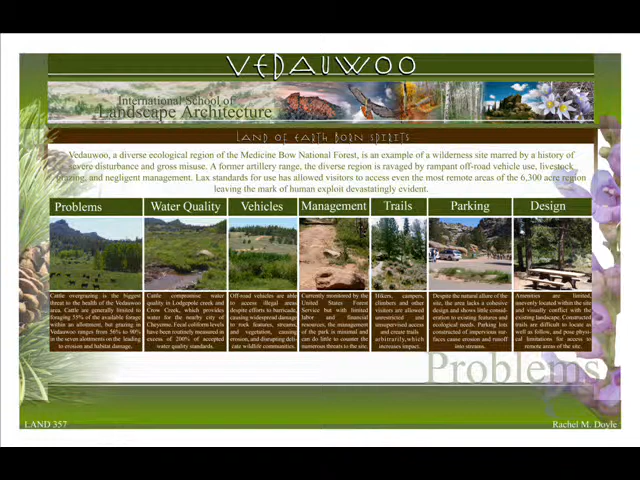 VEDAUWOO
International School of
Landscape Architecture
LAND OF EARTH BORN SPIRITS
Vedauwoo, a diverse ecological region of the Medicine Bow National Forest, is an example of a wilderness site marred by a history of
severe disturbance and gross misuse. A former artillery range, the diverse region is ravaged by rampant off-road vehicle use, livestock
grazing, and negligent management. Lax standards for use has allowed visitors to access even the most remote areas of the 6,300 acre region
leaving the mark of human exploit devastatingly evident.
Problems
Water Quality
Vehicles
Management
Trails
Parking
Design
Cattle overgrazing is the biggest
threat to the health of the Vedauwoo
area. Cattle are generally limited to
foraging 55% of the available forage
within an allotment, but grazing in
Vedauwoo ranges from 56% to 90%
in the seven alotments on the leading
to erosion and habitat damage.
Cattle compromise water
quality in Lodgepole creek and
Crow Creek, which provides
water for the nearby city of
Cheyenne. Fecal coliform levels
have been routinely measured in
excess of 200% of accepted
water quality standards.
Off-road vehicles are able
to access illegal areas
despite efforts to barricade,
causing widespread damage
to rock features, streams
and vegetation, causing
erosion, and disrupting deli-
cate wildlife communities.
Currently monitored by the
United States Forest
Service but with limited
labor and financial
resources, the management
of the park is minimal and
can do little to counter the
numerous threats to the site.
Hikers, campers,
climbers and other
visitors are allowed
unrestricted and
unsupervised access
and create trails
arbitrarily, which
increases impact.
Despite the natural allure of the
site, the area lacks a cohesive
design and shows little consid-
eration to existing features and
ecological needs. Parking lots
constructed of impervious sur-
faces cause erosion and runoff
into streams.
Amenities are limited,
unevenly located within the site
and visually conflict with the
existing landscape. Constructed
trails are difficult to locate as
well as follow, and pose physi-
cal limitations for access to
remote areas of the site.
Problems
LAND 357
Rachel M. Doyle